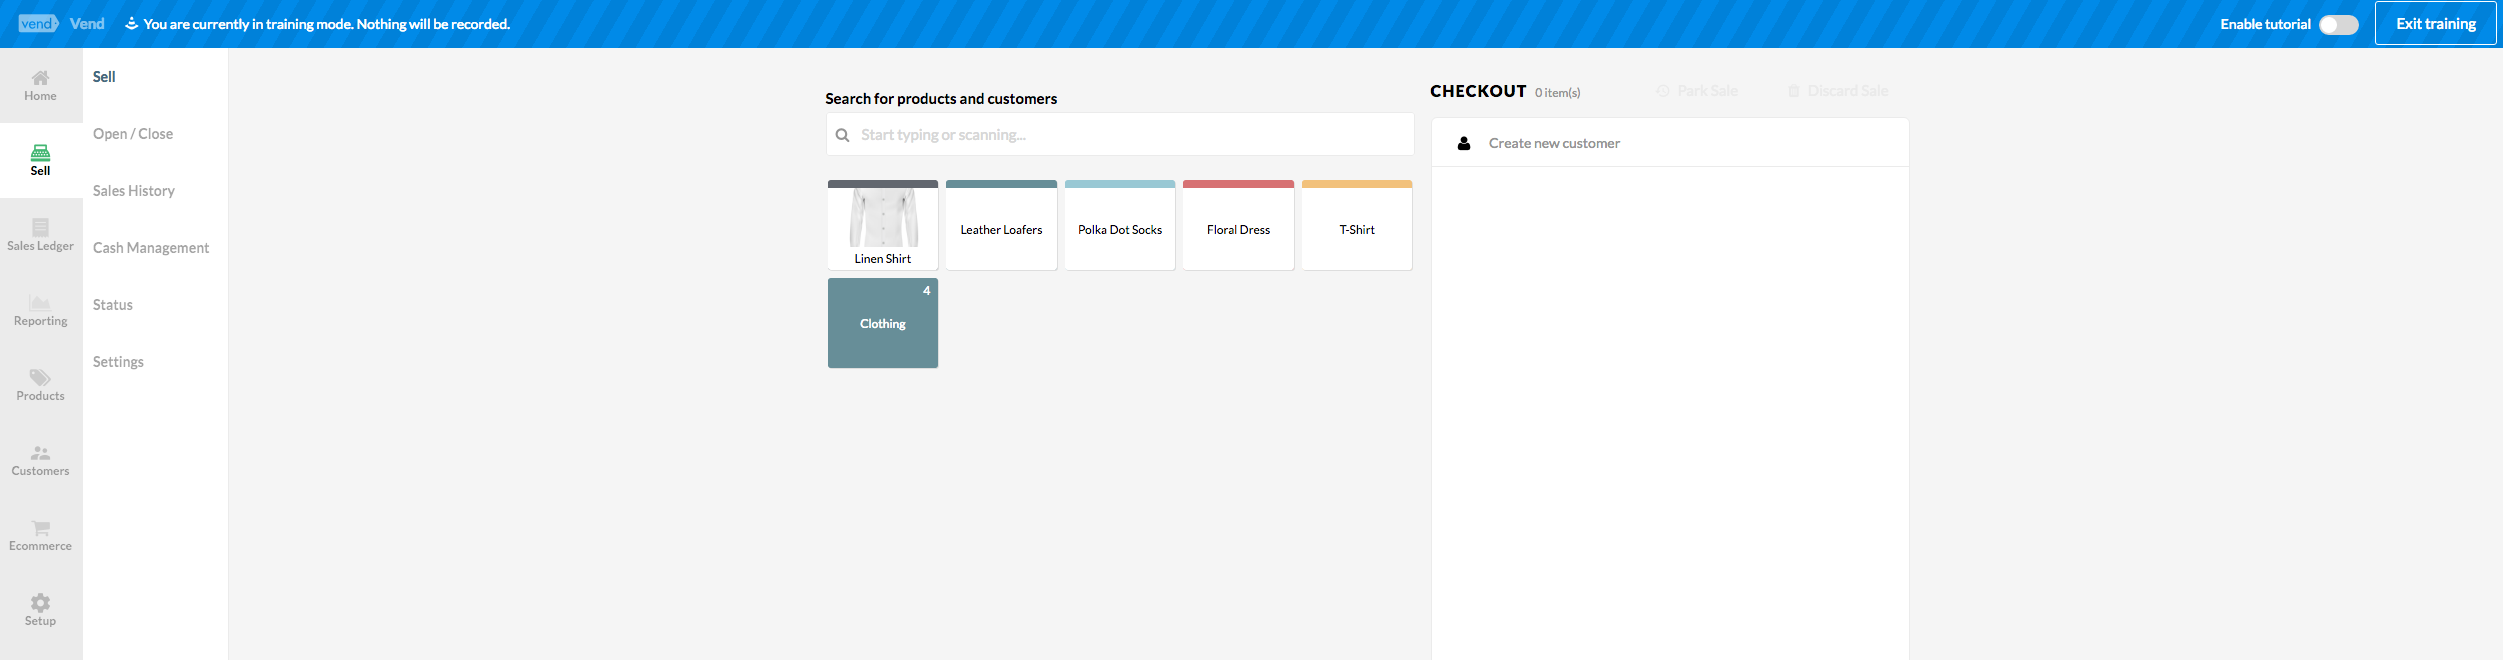 vend Vend You are currently in training mode. Nothing will be recorded. Enable tutorial Exit training
Home
Sell
Sales Ledger
Reporting
Products
Customers
Ecommerce
Setup
Sell
Open / Close
Sales History
Cash Management
Status
Settings
Search for products and customers
Start typing or scanning...
Linen Shirt
Leather Loafers
Polka Dot Socks
Floral Dress
T-Shirt
4
Clothing
CHECKOUT 0 item(s) Park Sale Discard Sale
Create new customer